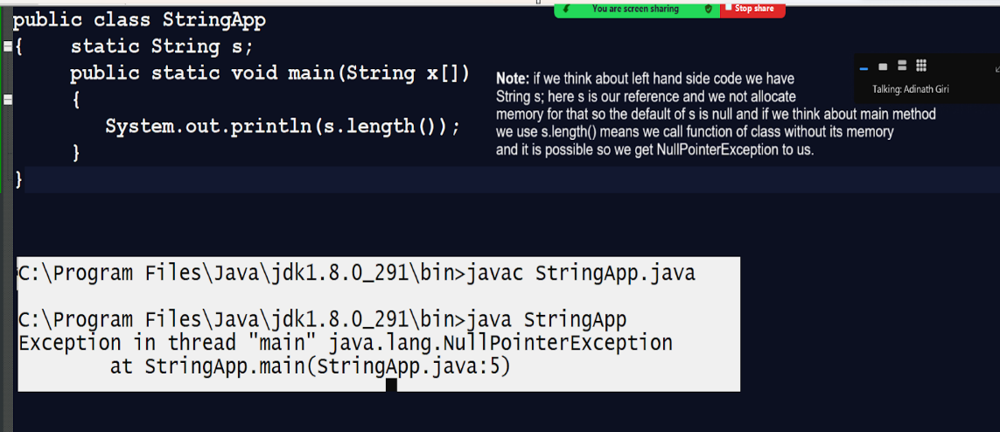 You are screen sharing
Stop share
public class StringApp
{ static String s;
public static void main(String x[])
{
System.out.println(s.length());
}
}
Note: if we think about left hand side code we have
String s; here s is our reference and we not allocate
memory for that so the default of s is null and if we think about main method
we use s.length() means we call function of class without its memory
and it is possible so we get NullPointerException to us.
Talking: Adinath Giri
C:\Program Files\Java\jdk1.8.0_291\bin>javac StringApp.java
C:\Program Files\Java\jdk1.8.0_291\bin>java StringApp
Exception in thread "main" java.lang.NullPointerException
at StringApp.main(StringApp.java:5)